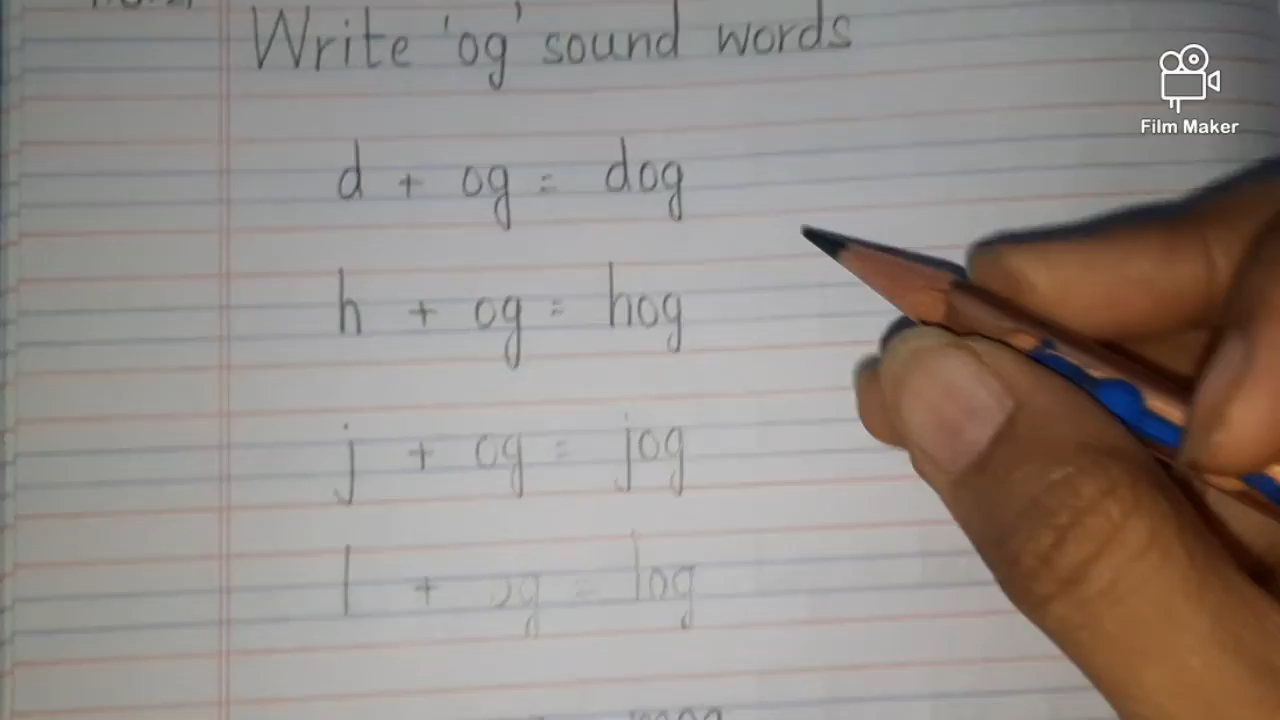 Write 'og' sound words
Film Maker
d + og = dog
h + og = hog
j + og = jog
l + og = log